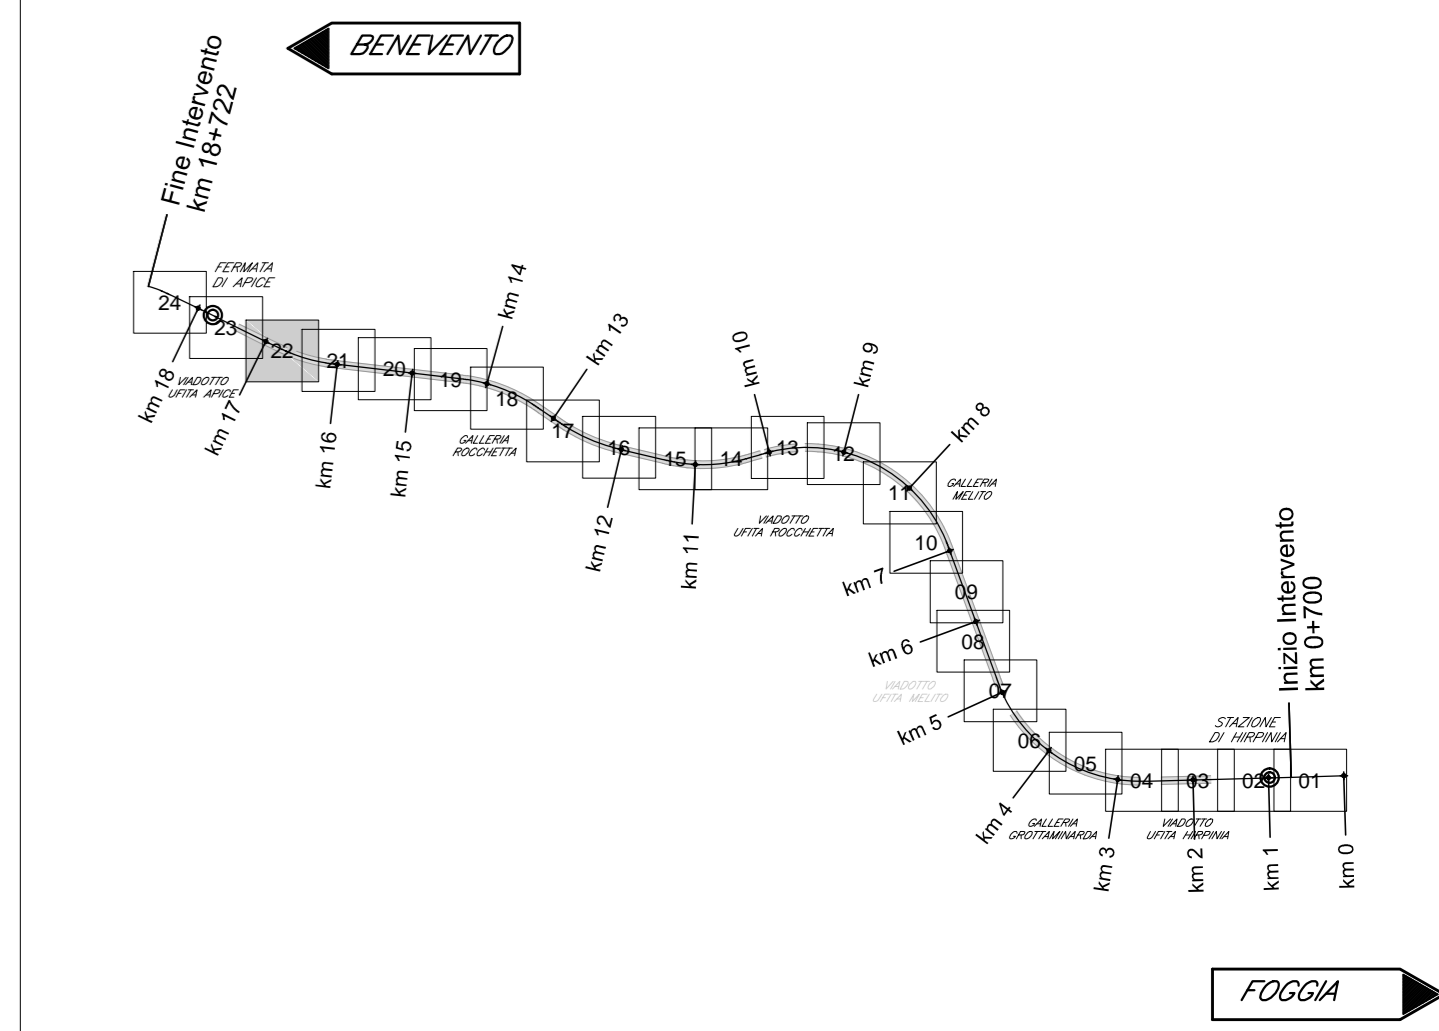 BENEVENTO
Fine Intervento
km 18+722
FERMATA
DI APICE
24
23
22
21
20
19
18
17
16
15
14
13
12
11
10
09
08
07
06
05
04
03
02
01
km 18
VIADOTTO
UFITA APICE
km 17
km 16
km 15
km 14
GALLERIA
ROCCHETTA
km 13
km 12
km 11
km 10
VIADOTTO
UFITA ROCCHETTA
km 9
km 8
GALLERIA
MELITO
km 7
km 6
VIADOTTO
UFITA MELITO
km 5
km 4
GALLERIA
GROTTAMINARDA
km 3
VIADOTTO
UFITA HIRPINIA
km 2
STAZIONE
DI HIRPINIA
Inizio Intervento
km 0+700
km 1
km 0
FOGGIA